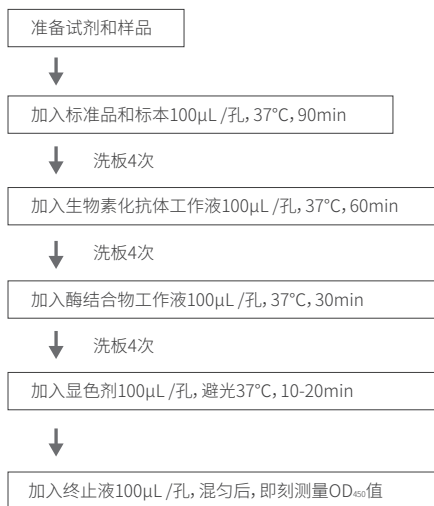 准备试剂和样品
加入标准品和标本100μL /孔, 37℃, 90min
洗板4次
加入生物素化抗体工作液100μL /孔, 37℃, 60min
洗板4次
加入酶结合物工作液100μL /孔, 37℃, 30min
洗板4次
加入显色剂100μL /孔, 避光37℃, 10-20min
加入终止液100μL /孔, 混匀后, 即刻测量OD₄₅₀值